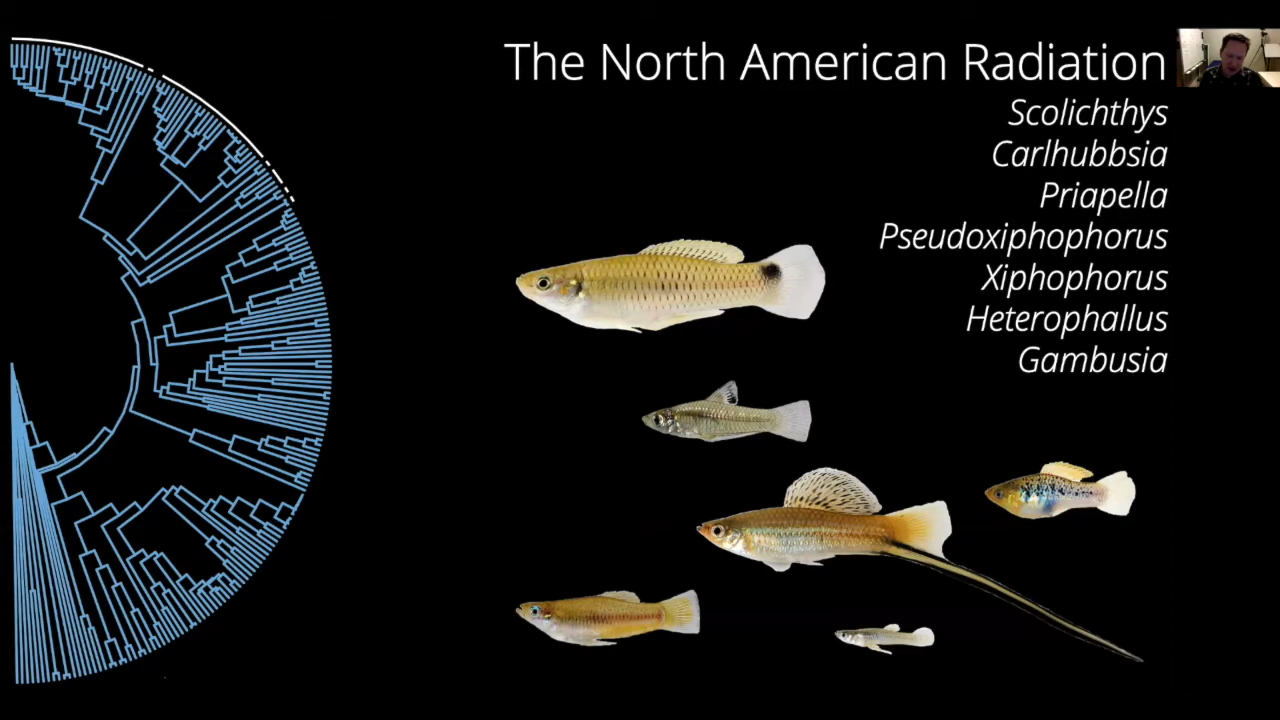 The North American Radiation
Scolichthys
Carlhubbsia
Priapella
Pseudoxiphophorus
Xiphophorus
Heterophallus
Gambusia